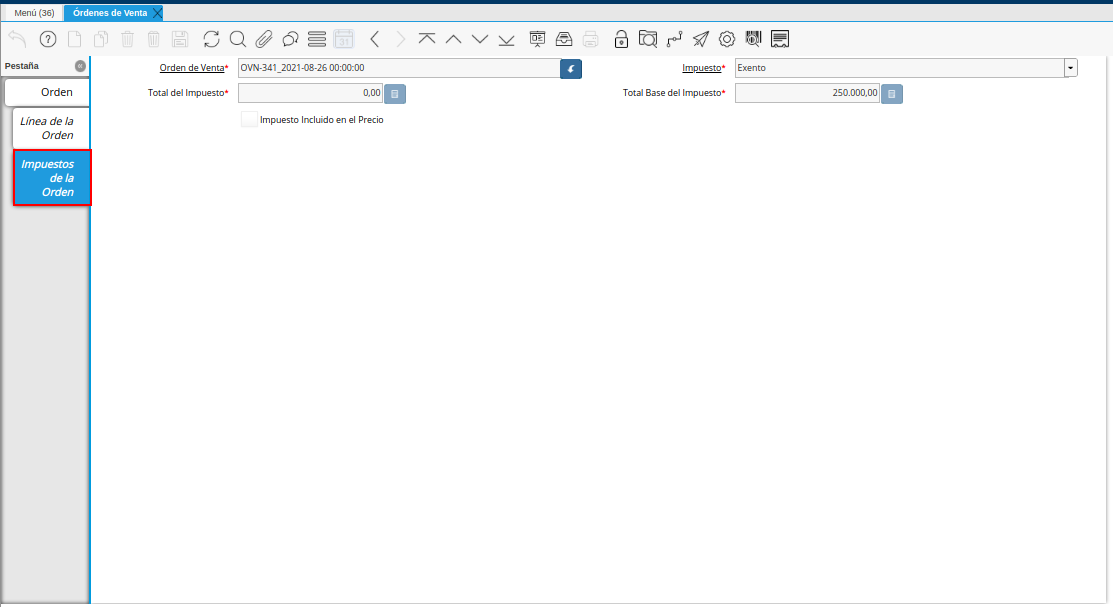 Menú (36) Órdenes de Venta
31
Pestaña
Orden
Línea de la
Orden
Impuestos
de la
Orden
Orden de Venta* OVN-341_2021-08-26 00:00:00 Impuesto* Exento
Total del Impuesto* 0,00 Total Base del Impuesto* 250.000,00
Impuesto Incluido en el Precio